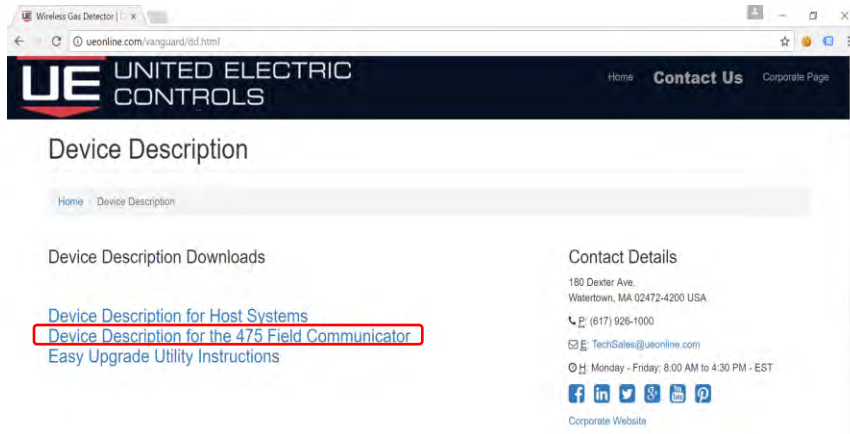 Wireless Gas Detector |
ueonline.com/vanguard/dd.html
UE UNITED ELECTRIC
CONTROLS
Home Contact Us Corporate Page
Device Description
Home / Device Description
Device Description Downloads
Device Description for Host Systems
Device Description for the 475 Field Communicator
Easy Upgrade Utility Instructions
Contact Details
180 Dexter Ave.
Watertown, MA 02472-4200 USA
P: (617) 926-1000
E: TechSales@ueonline.com
H: Monday - Friday: 8:00 AM to 4:30 PM - EST
Corporate Website